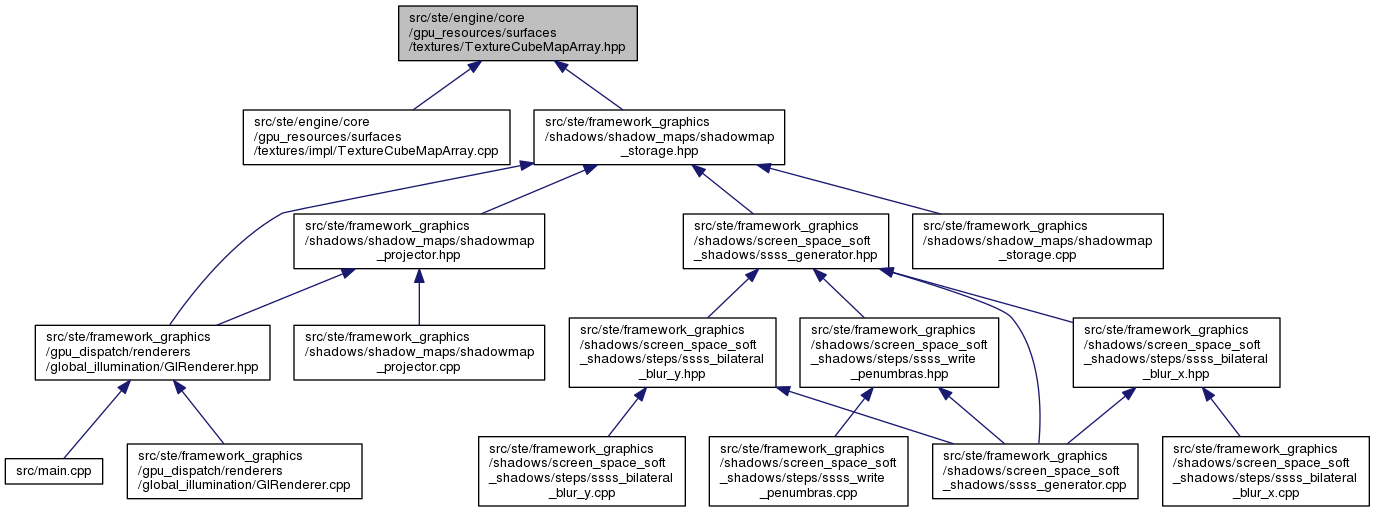 src/ste/engine/core
/gpu_resources/surfaces
/textures/TextureCubeMapArray.hpp
src/ste/engine/core
/gpu_resources/surfaces
/textures/impl/TextureCubeMapArray.cpp
src/ste/framework_graphics
/shadows/shadow_maps/shadowmap
_storage.hpp
src/ste/framework_graphics
/shadows/shadow_maps/shadowmap
_projector.hpp
src/ste/framework_graphics
/shadows/screen_space_soft
_shadows/ssss_generator.hpp
src/ste/framework_graphics
/shadows/shadow_maps/shadowmap
_storage.cpp
src/ste/framework_graphics
/gpu_dispatch/renderers
/global_illumination/GIRenderer.hpp
src/ste/framework_graphics
/shadows/shadow_maps/shadowmap
_projector.cpp
src/ste/framework_graphics
/shadows/screen_space_soft
_shadows/steps/ssss_bilateral
_blur_y.hpp
src/ste/framework_graphics
/shadows/screen_space_soft
_shadows/steps/ssss_write
_penumbras.hpp
src/ste/framework_graphics
/shadows/screen_space_soft
_shadows/steps/ssss_bilateral
_blur_x.hpp
src/main.cpp
src/ste/framework_graphics
/gpu_dispatch/renderers
/global_illumination/GIRenderer.cpp
src/ste/framework_graphics
/shadows/screen_space_soft
_shadows/steps/ssss_bilateral
_blur_y.cpp
src/ste/framework_graphics
/shadows/screen_space_soft
_shadows/steps/ssss_write
_penumbras.cpp
src/ste/framework_graphics
/shadows/screen_space_soft
_shadows/ssss_generator.cpp
src/ste/framework_graphics
/shadows/screen_space_soft
_shadows/steps/ssss_bilateral
_blur_x.cpp